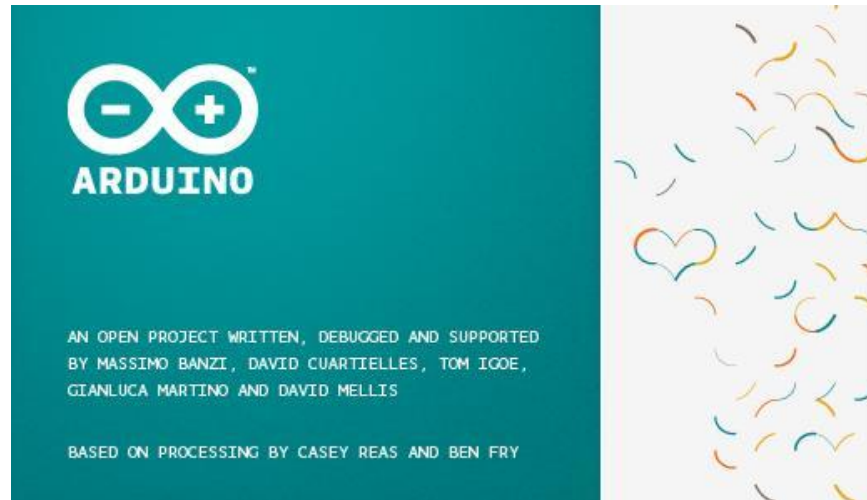 ARDUINO
AN OPEN PROJECT WRITTEN, DEBUGGED AND SUPPORTED
BY MASSIMO BANZI, DAVID CUARTIELLES, TOM IGOE,
GIANLUCA MARTINO AND DAVID MELLIS
BASED ON PROCESSING BY CASEY REAS AND BEN FRY